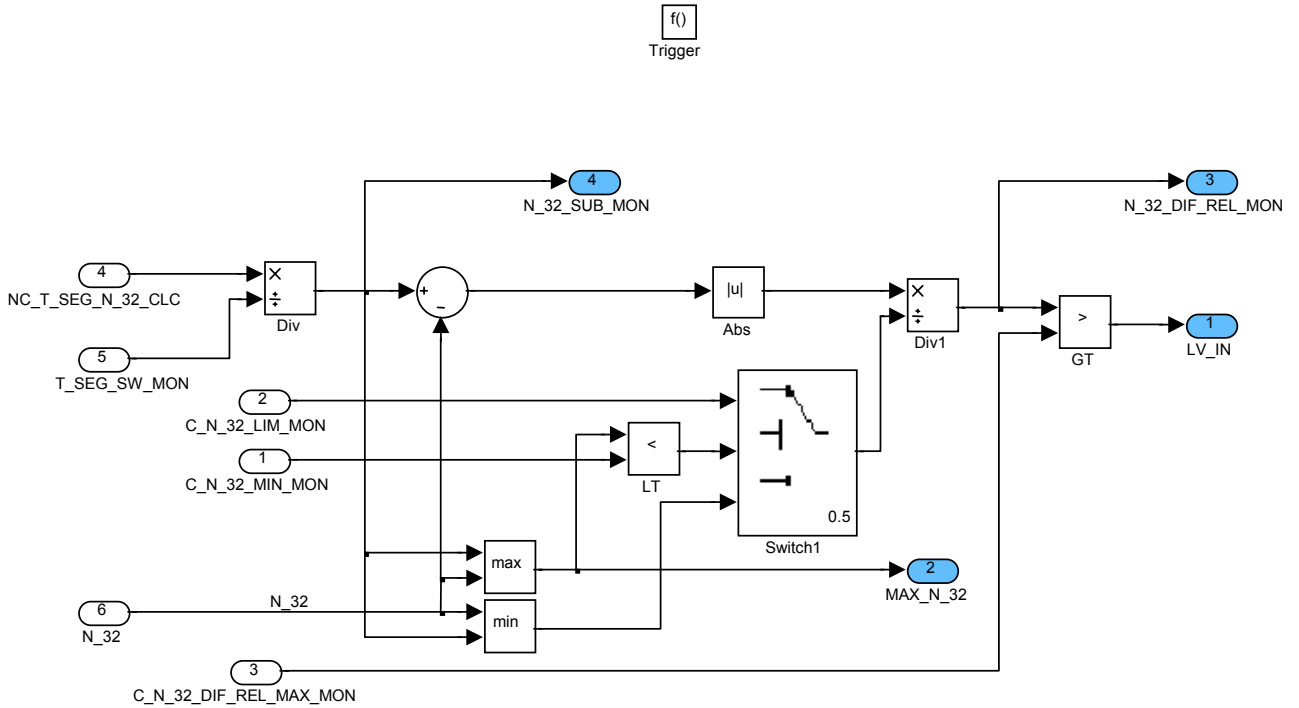 f()
Trigger
4
N_32_SUB_MON
3
N_32_DIF_REL_MON
4
NC_T_SEG_N_32_CLC
×
÷
Div
+
−
|u|
Abs
×
÷
Div1
>
GT
1
LV_IN
5
T_SEG_SW_MON
2
C_N_32_LIM_MON
1
C_N_32_MIN_MON
<
LT
0.5
Switch1
max
2
MAX_N_32
6
N_32
N_32
min
3
C_N_32_DIF_REL_MAX_MON